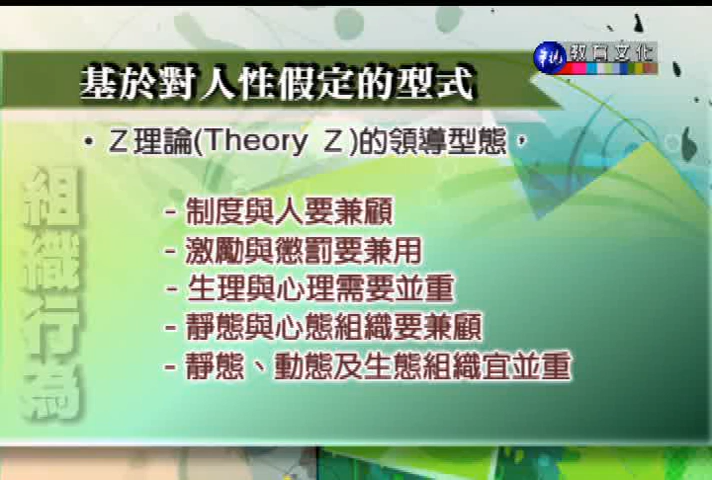 華視 教育文化
基於對人性假定的型式
• Z理論(Theory Z)的領導型態，
- 制度與人要兼顧
- 激勵與懲罰要兼用
- 生理與心理需要並重
- 靜態與心態組織要兼顧
- 靜態、動態及生態組織宜並重
組織行為